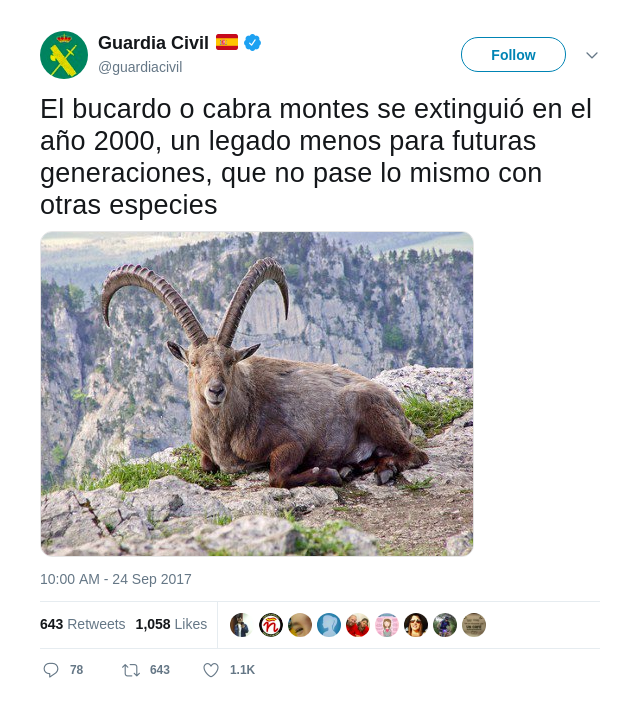 Guardia Civil
@guardiacivil
Follow
El bucardo o cabra montes se extinguió en el
año 2000, un legado menos para futuras
generaciones, que no pase lo mismo con
otras especies
10:00 AM - 24 Sep 2017
643 Retweets 1,058 Likes
78 643 1.1K